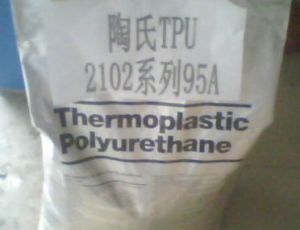 陶氏TPU
2102系列95A
Thermoplastic
Polyurethane